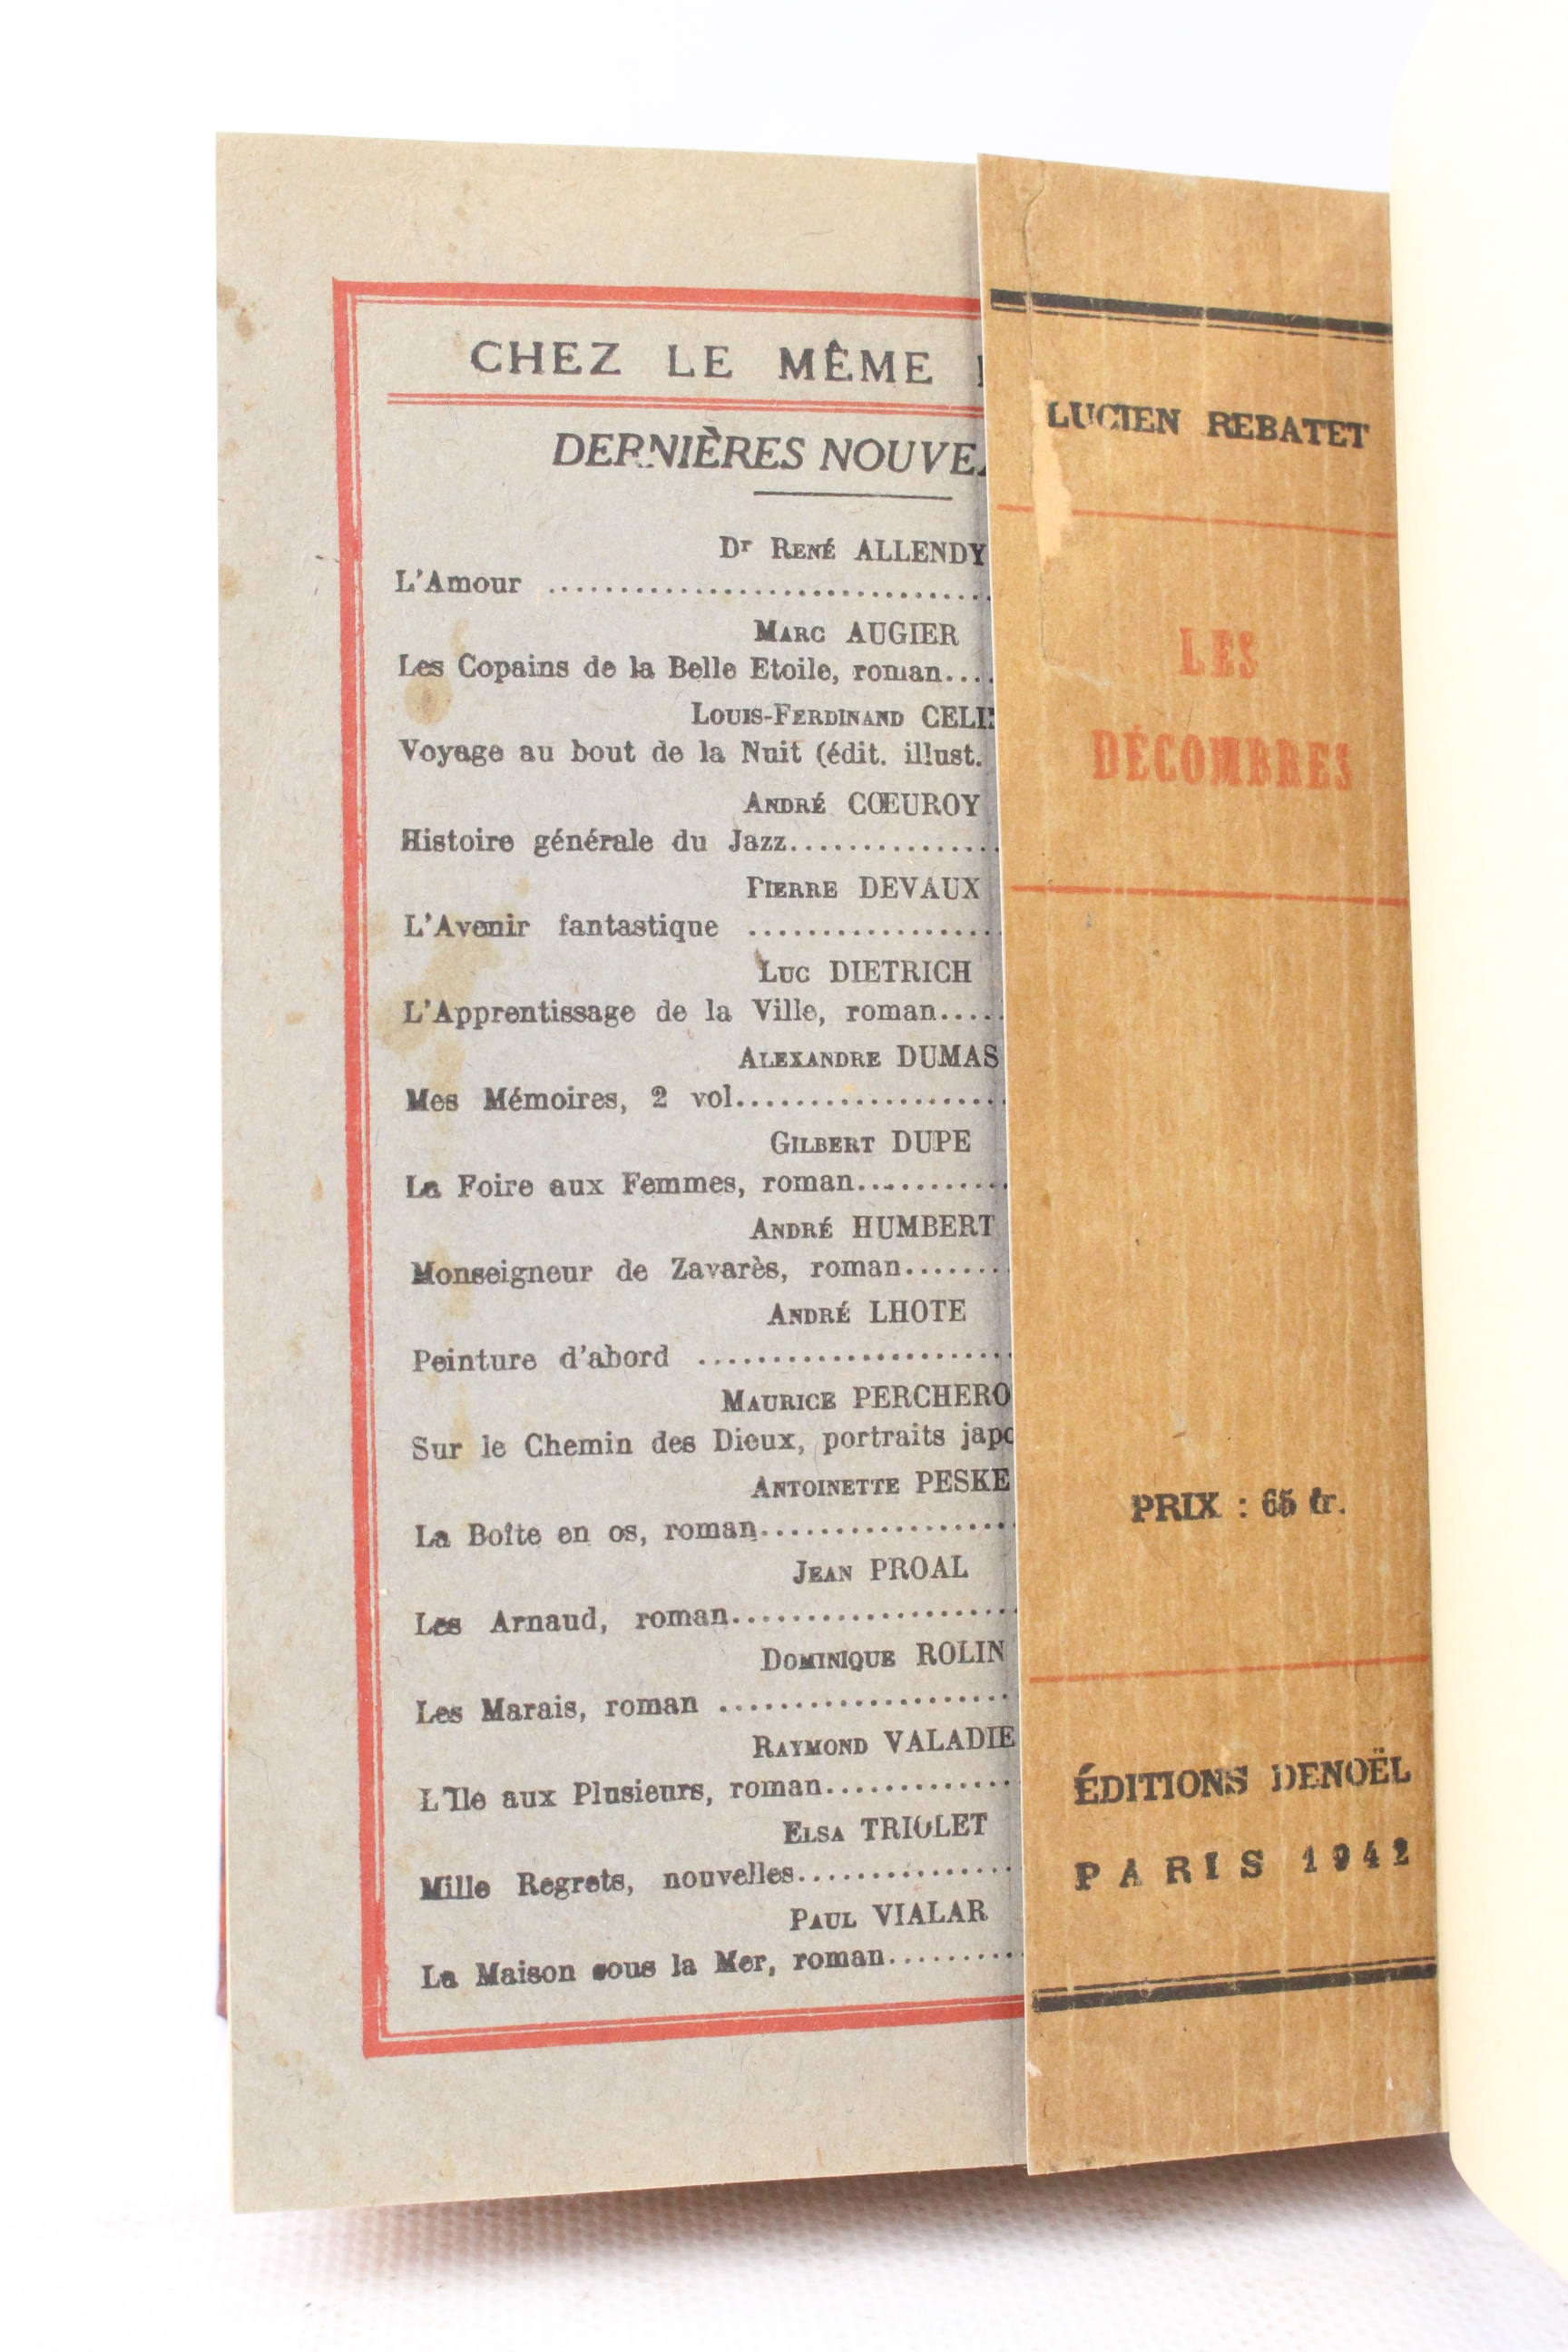 CHEZ LE MÊME
DERNIÈRES NOUVE
Dr René ALLENDY
L'Amour ................................
Marc AUGIER
Les Copains de la Belle Etoile, roman....
Louis-Ferdinand CELI
Voyage au bout de la Nuit (édit. illust.
André CŒUROY
Histoire générale du Jazz...............
Pierre DEVAUX
L'Avenir fantastique .................
Luc DIETRICH
L'Apprentissage de la Ville, roman.....
Alexandre DUMAS
Mes Mémoires, 2 vol...................
Gilbert DUPE
La Foire aux Femmes, roman...........
André HUMBERT
Monseigneur de Zavarès, roman.......
André LHOTE
Peinture d'abord ......................
Maurice PERCHERO
Sur le Chemin des Dieux, portraits japo
Antoinette PESKE
La Boîte en os, roman..................
Jean PROAL
Les Arnaud, roman....................
Dominique ROLIN
Les Marais, roman ....................
Raymond VALADIE
L'Ile aux Plusieurs, roman.............
Elsa TRIOLET
Mille Regrets, nouvelles...............
Paul VIALAR
La Maison sous la Mer, roman..........
LUCIEN REBATET
LES
DÉCOMBRES
PRIX : 65 fr.
ÉDITIONS DENOËL
PARIS 1942